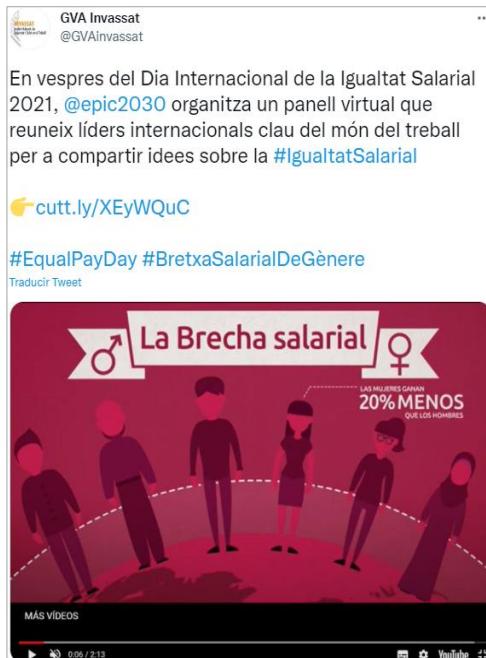 GVA Invassat
@GVAinvassat
En vespres del Dia Internacional de la Igualtat Salarial
2021, @epic2030 organitza un panell virtual que
reuneix líders internacionals clau del món del treball
per a compartir idees sobre la #IgualtatSalarial
👉cutt.ly/XEyWQuC
#EqualPayDay #BretxaSalarialDeGènere
Traducir Tweet
La Brecha salarial
LAS MUJERES GANAN
20% MENOS
QUE LOS HOMBRES
MÁS VÍDEOS
0:06 / 2:13
YouTube